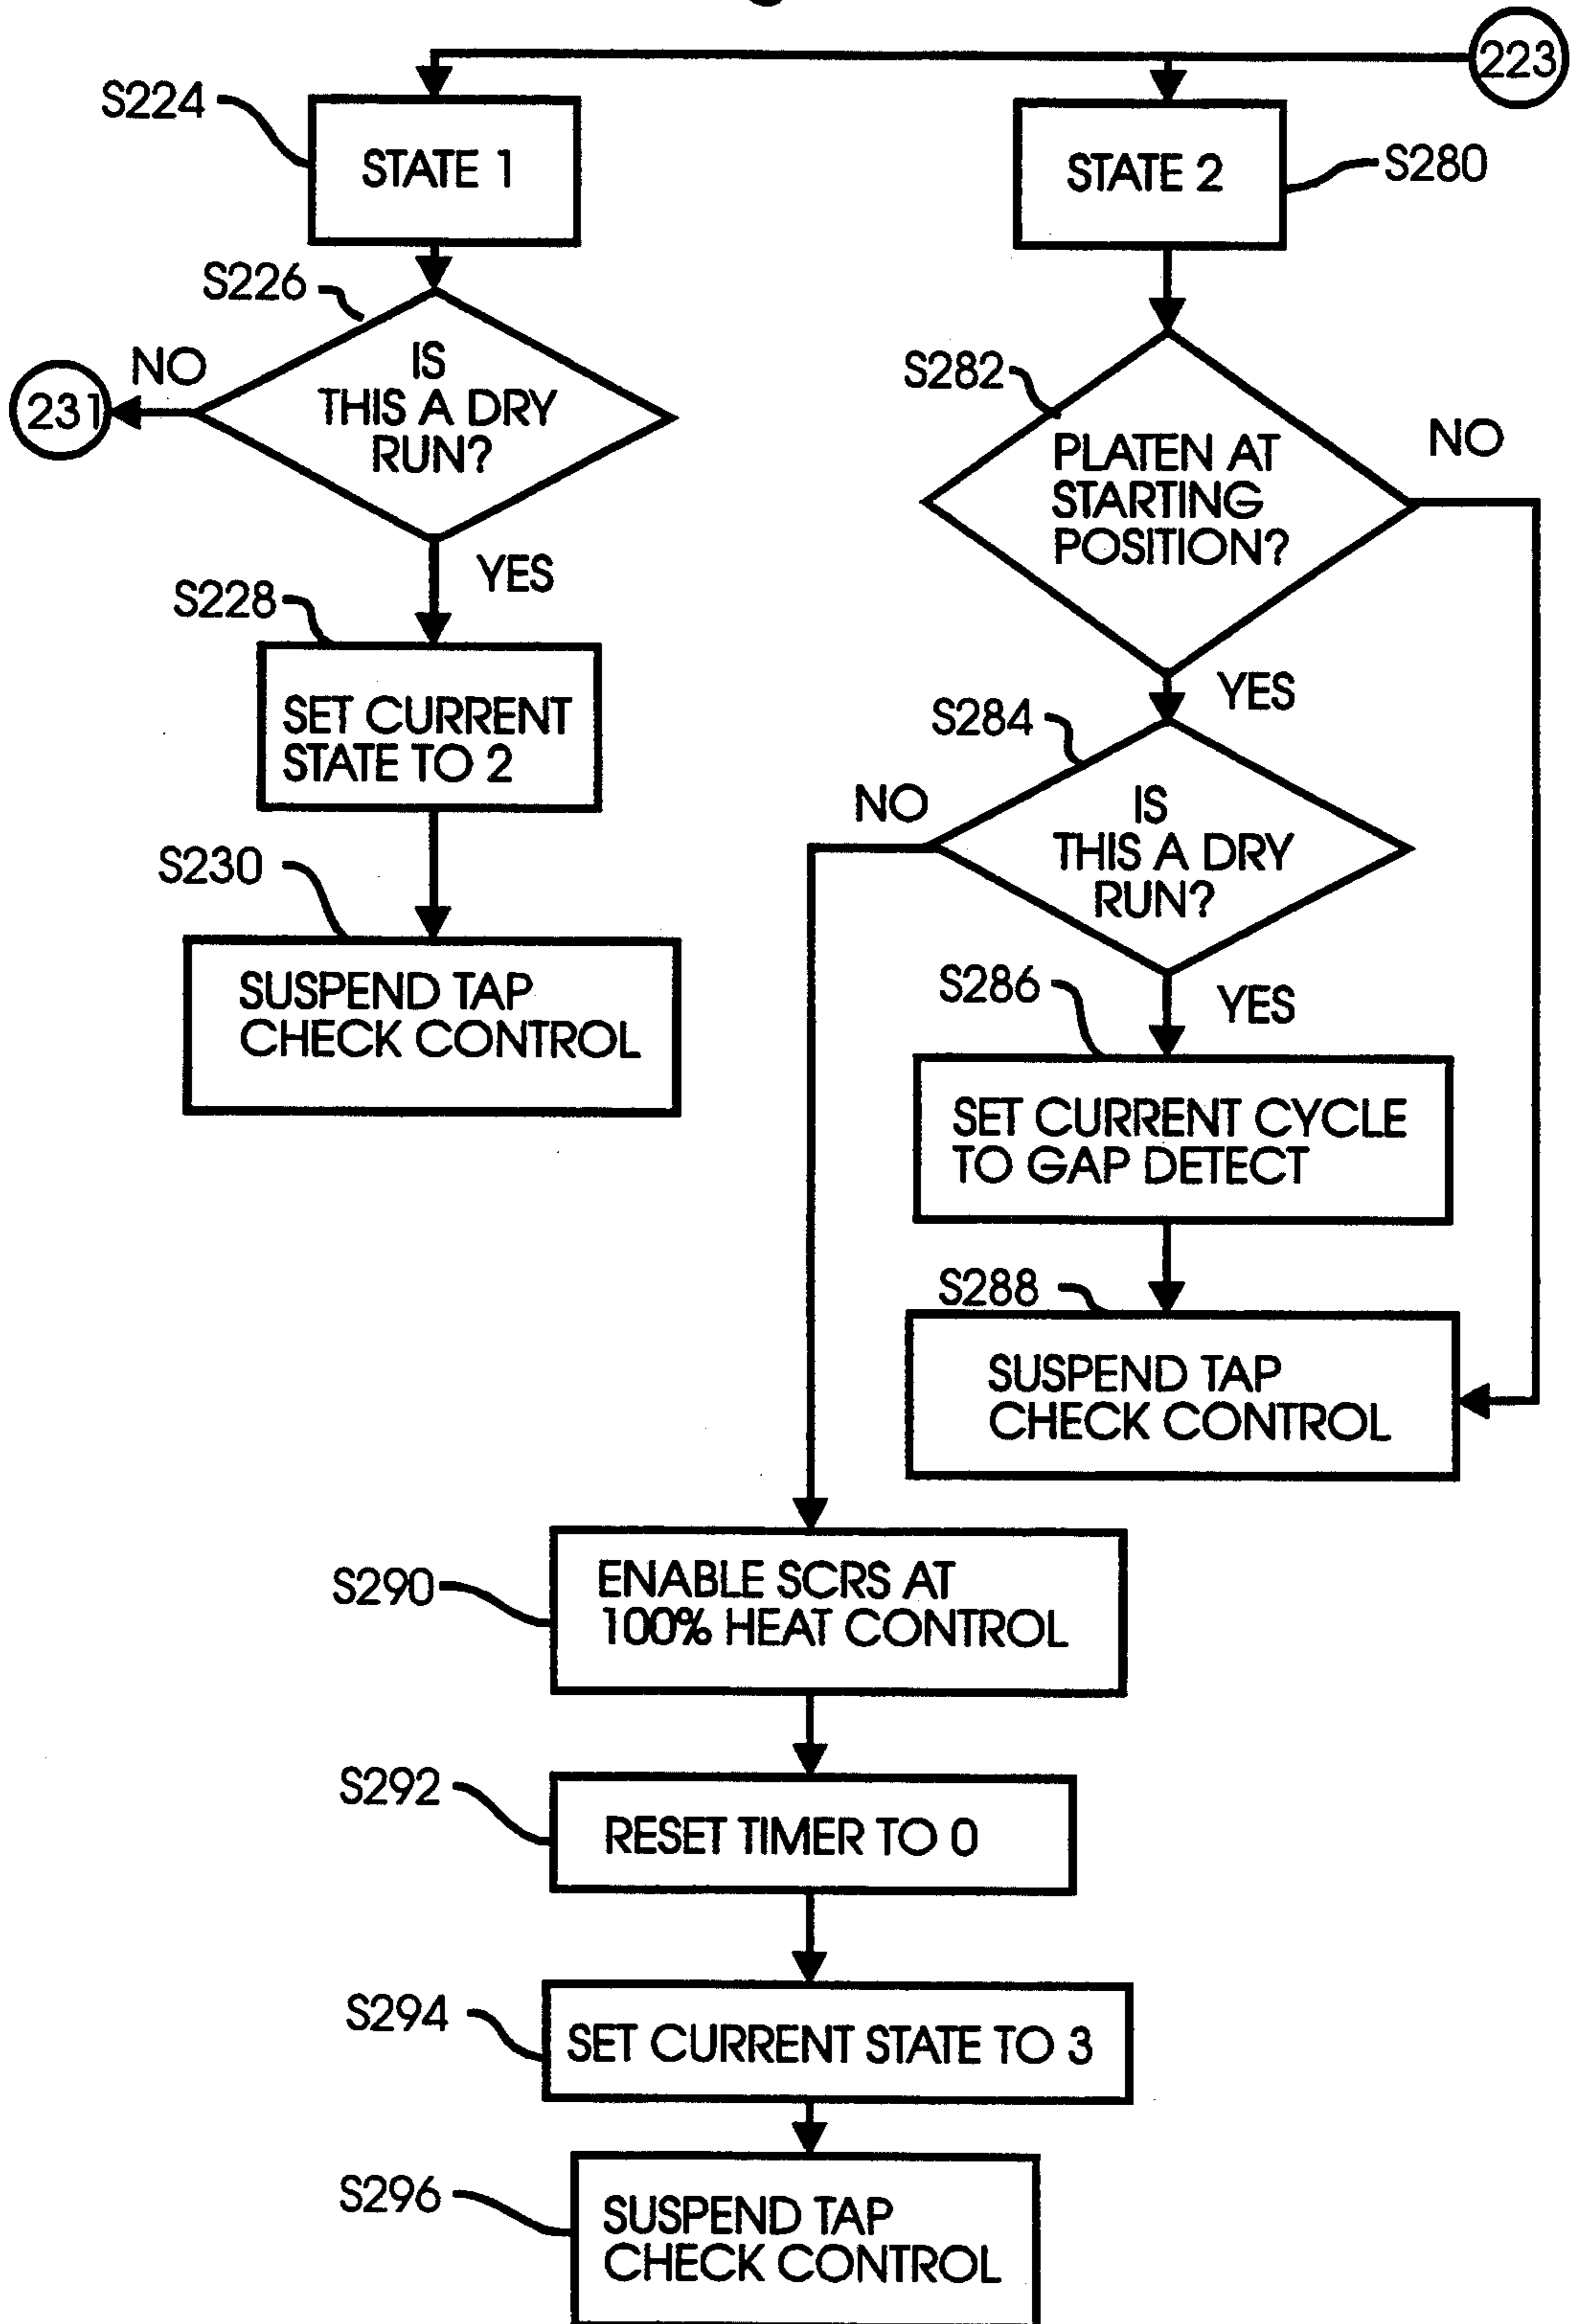 223
S224
STATE 1
STATE 2
S280
S226
IS
THIS A DRY
RUN?
NO
231
YES
S228
SET CURRENT
STATE TO 2
S230
SUSPEND TAP
CHECK CONTROL
S282
PLATEN AT
STARTING
POSITION?
NO
YES
S284
IS
THIS A DRY
RUN?
NO
YES
S286
SET CURRENT CYCLE
TO GAP DETECT
S288
SUSPEND TAP
CHECK CONTROL
S290
ENABLE SCRS AT
100% HEAT CONTROL
S292
RESET TIMER TO 0
S294
SET CURRENT STATE TO 3
S296
SUSPEND TAP
CHECK CONTROL